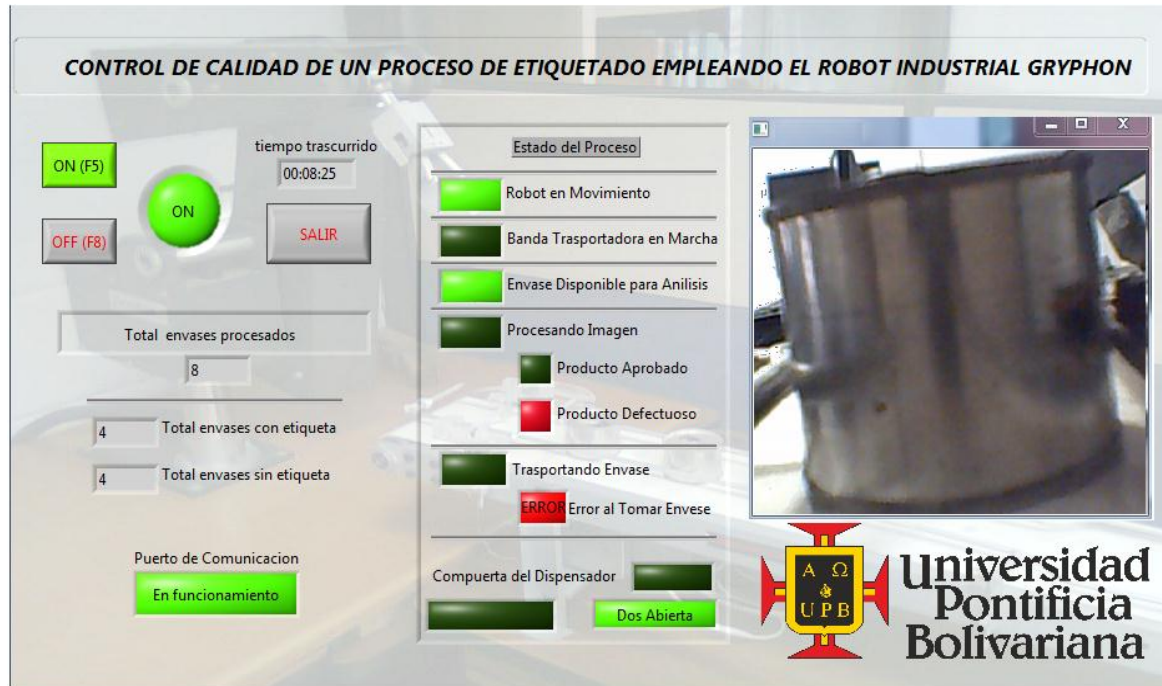 CONTROL DE CALIDAD DE UN PROCESO DE ETIQUETADO EMPLEANDO EL ROBOT INDUSTRIAL GRYPHON
ON (F5)
OFF (F8)
ON
tiempo trascurrido
00:08:25
SALIR
Total envases procesados
8
4 Total envases con etiqueta
4 Total envases sin etiqueta
Puerto de Comunicacion
En funcionamiento
Estado del Proceso
Robot en Movimiento
Banda Trasportadora en Marcha
Envase Disponible para Anilisis
Procesando Imagen
Producto Aprobado
Producto Defectuoso
Trasportando Envase
ERROR Error al Tomar Envese
Compuerta del Dispensador
Dos Abierta
X
Α Ω
UPB
Universidad
Pontificia
Bolivariana